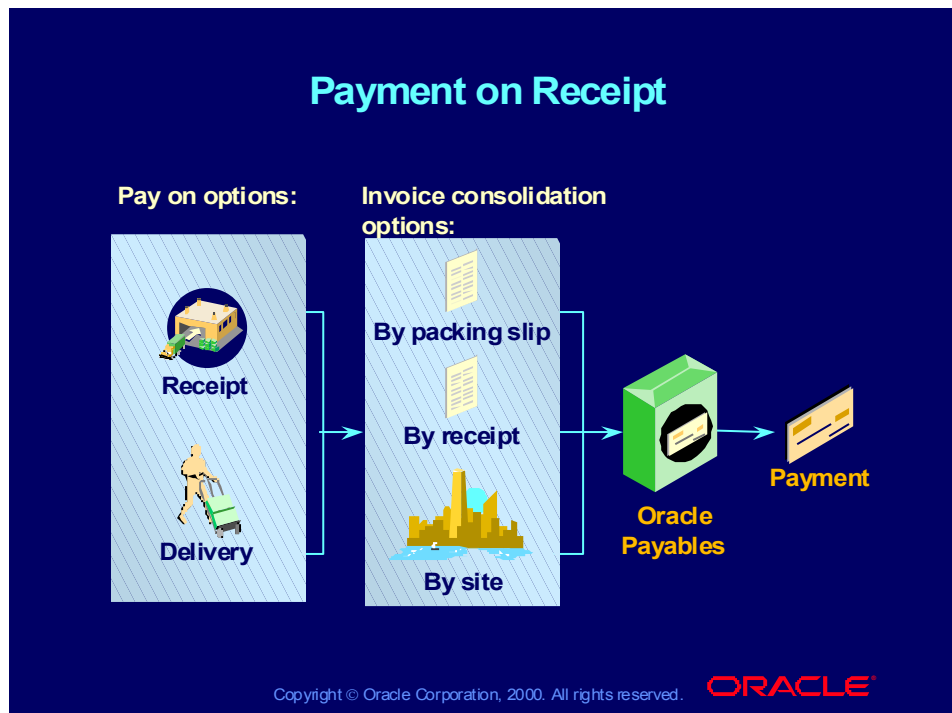 Payment on Receipt
Pay on options:
Invoice consolidation
options:
Receipt
Delivery
By packing slip
By receipt
By site
Oracle
Payables
Payment
Copyright © Oracle Corporation, 2000. All rights reserved.
ORACLE®